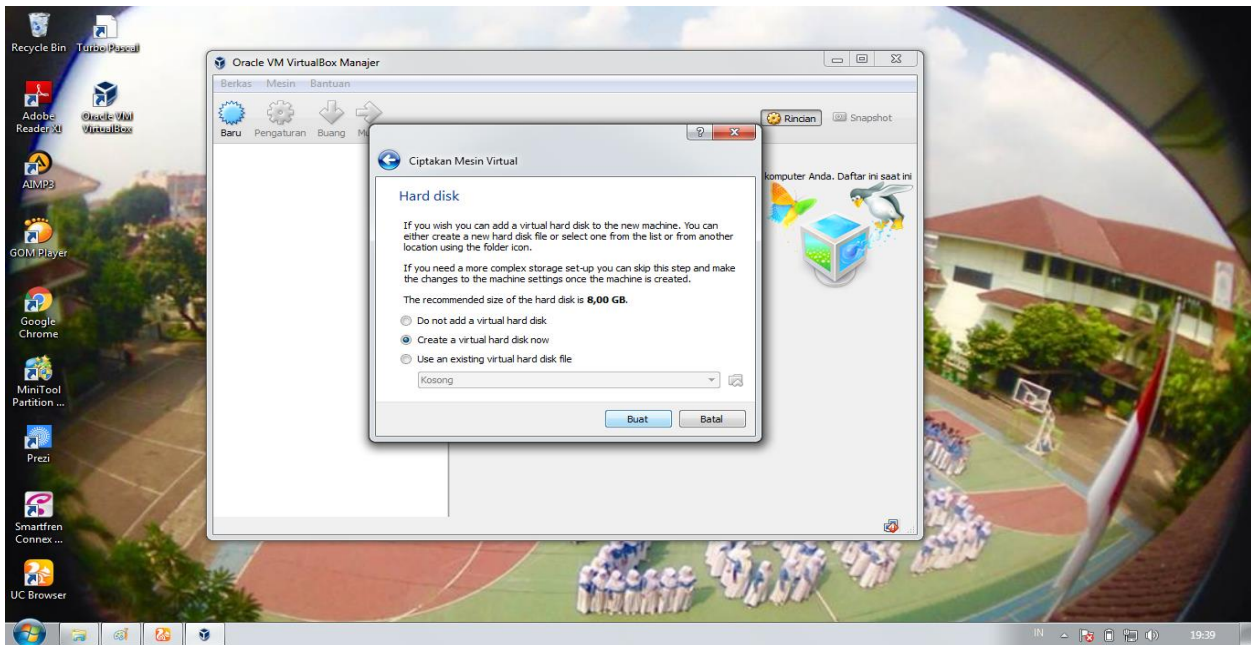 Recycle Bin
Turbo Pascal
Adobe
Reader XI
Oracle VM
VirtualBox
AIMP3
GOM Player
Google
Chrome
MiniTool
Partition ...
Prezi
Smartfren
Connex ...
UC Browser
Oracle VM VirtualBox Manajer
Berkas Mesin Bantuan
Baru Pengaturan Buang
Rincian Snapshot
komputer Anda. Daftar ini saat ini
Ciptakan Mesin Virtual
Hard disk
If you wish you can add a virtual hard disk to the new machine. You can
either create a new hard disk file or select one from the list or from another
location using the folder icon.
If you need a more complex storage set-up you can skip this step and make
the changes to the machine settings once the machine is created.
The recommended size of the hard disk is 8,00 GB.
Do not add a virtual hard disk
Create a virtual hard disk now
Use an existing virtual hard disk file
Kosong
Buat Batal
IN 19:39